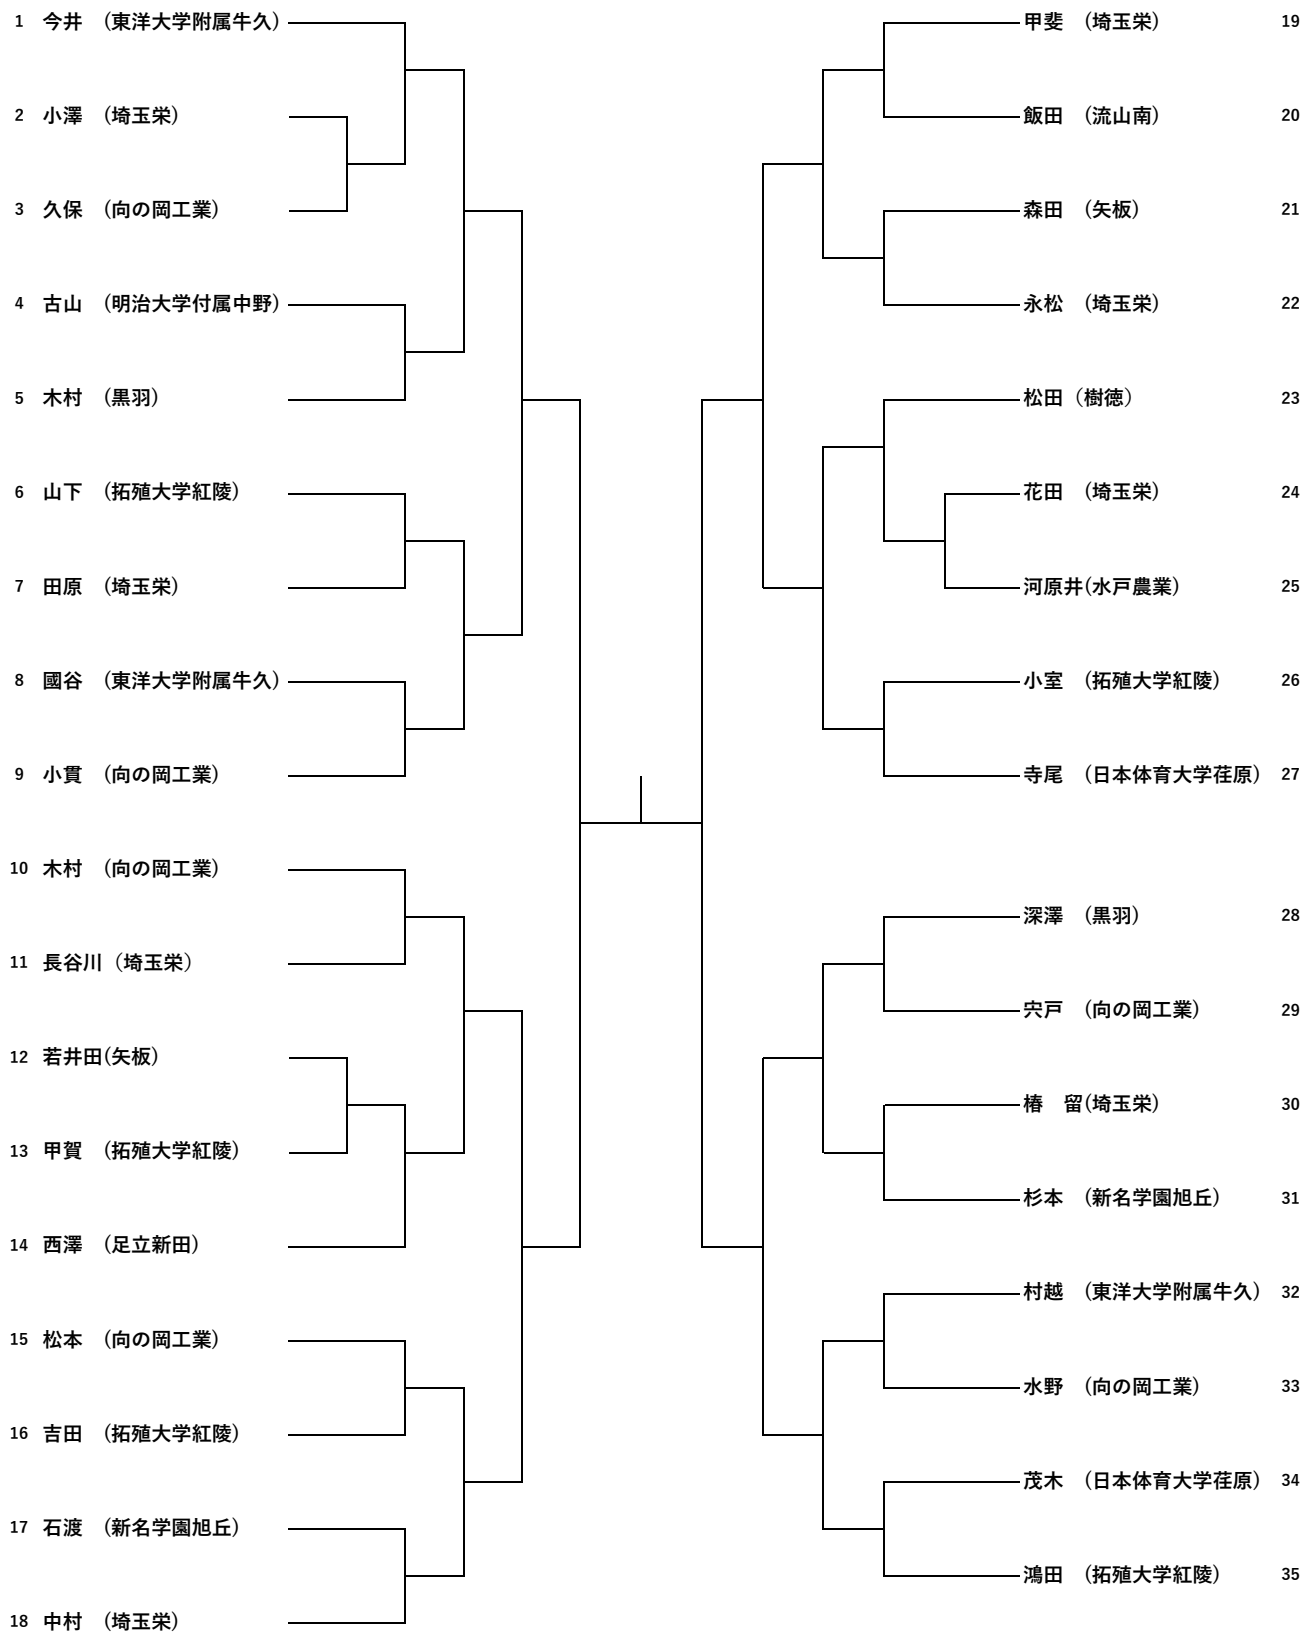 1 今井 (東洋大学附属牛久)
2 小澤 (埼玉栄)
3 久保 (向の岡工業)
4 古山 (明治大学付属中野)
5 木村 (黒羽)
6 山下 (拓殖大学紅陵)
7 田原 (埼玉栄)
8 國谷 (東洋大学附属牛久)
9 小貫 (向の岡工業)
10 木村 (向の岡工業)
11 長谷川（埼玉栄）
12 若井田(矢板)
13 甲賀 (拓殖大学紅陵)
14 西澤 (足立新田)
15 松本 (向の岡工業)
16 吉田 (拓殖大学紅陵)
17 石渡 (新名学園旭丘)
18 中村 (埼玉栄)
甲斐 (埼玉栄) 19
飯田 (流山南) 20
森田 (矢板) 21
永松 (埼玉栄) 22
松田（樹徳） 23
花田 (埼玉栄) 24
河原井(水戸農業) 25
小室 (拓殖大学紅陵) 26
寺尾 (日本体育大学荏原) 27
深澤 (黒羽) 28
宍戸 (向の岡工業) 29
椿 留(埼玉栄) 30
杉本 (新名学園旭丘) 31
村越 (東洋大学附属牛久) 32
水野 (向の岡工業) 33
茂木 (日本体育大学荏原) 34
鴻田 (拓殖大学紅陵) 35